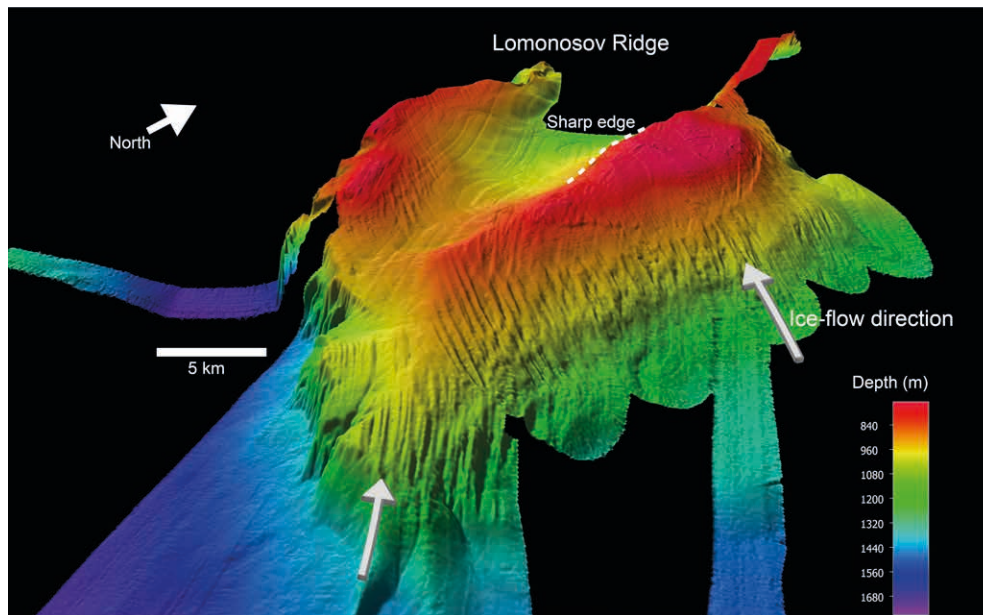 Lomonosov Ridge
North
Sharp edge
5 km
Ice-flow direction
Depth (m)
840
960
1080
1200
1320
1440
1560
1680